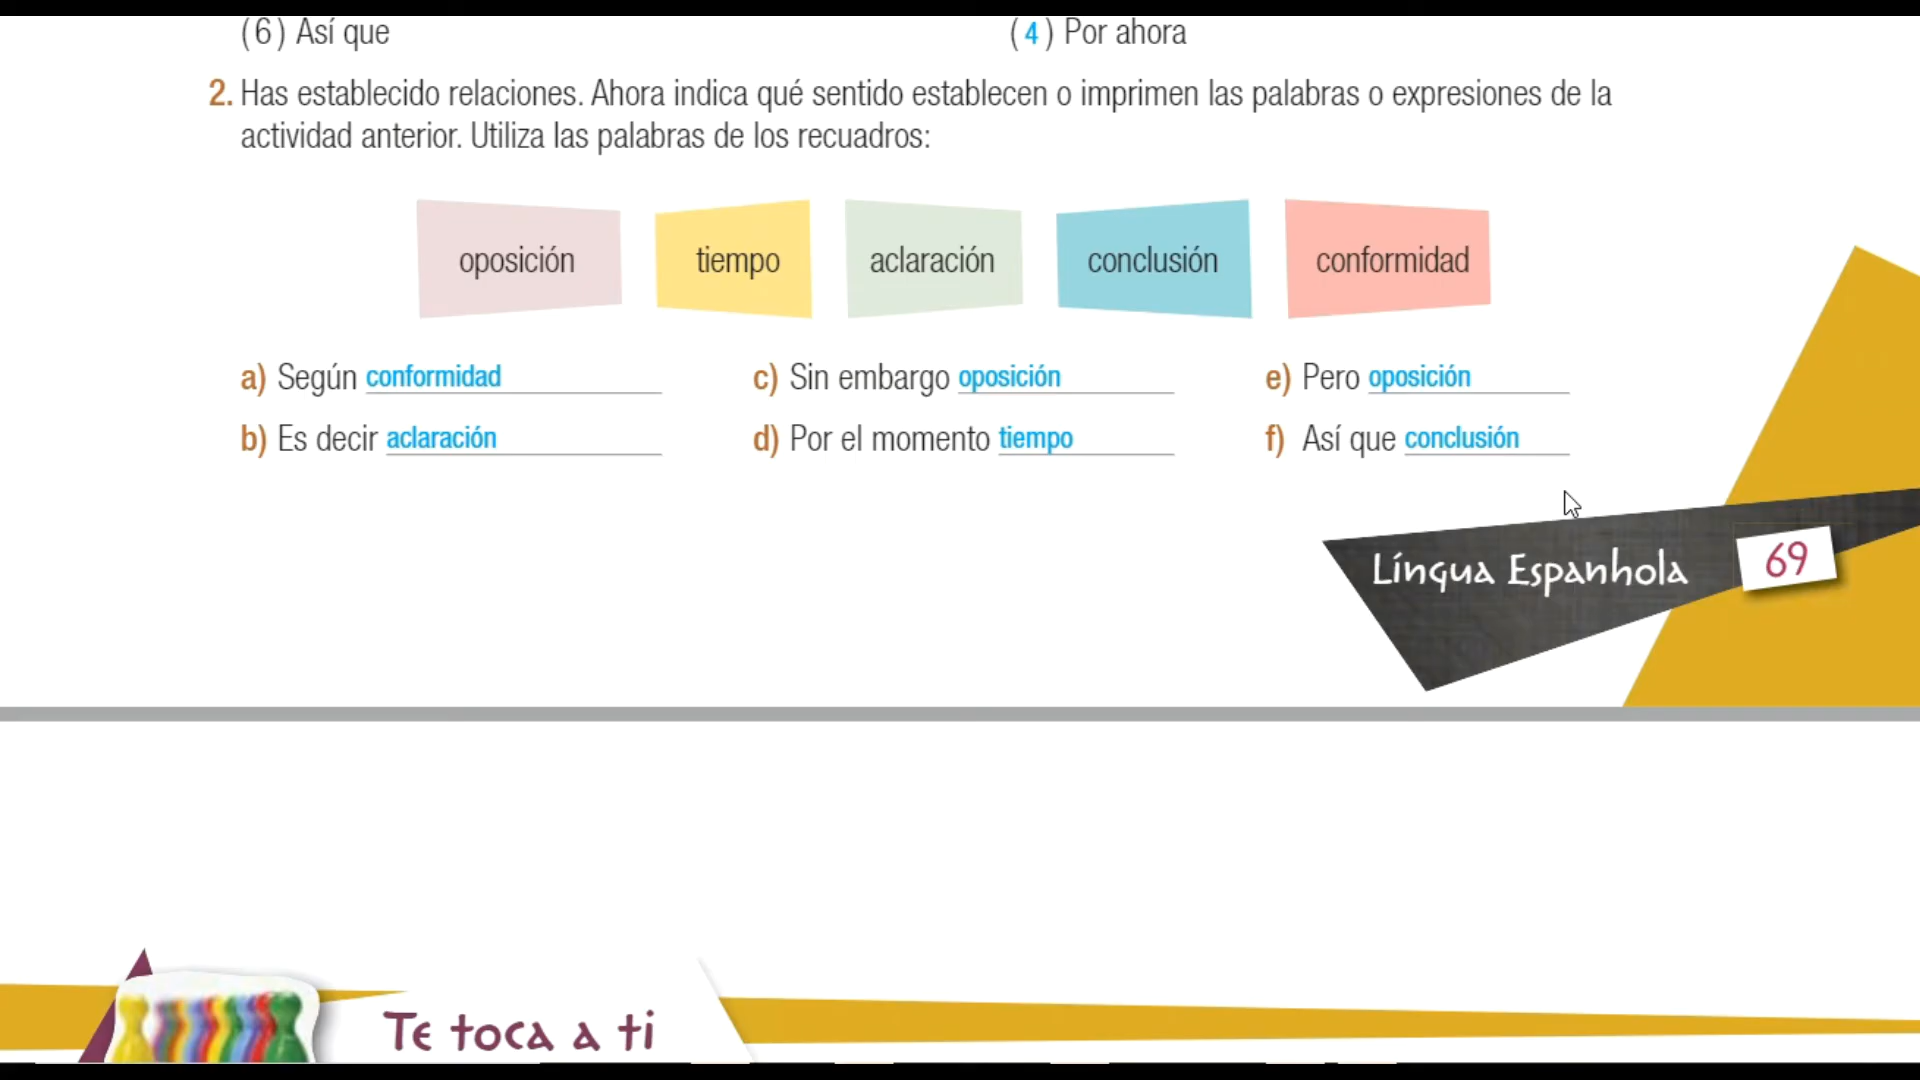 (6) Así que
(4) Por ahora
2. Has establecido relaciones. Ahora indica qué sentido establecen o imprimen las palabras o expresiones de la
actividad anterior. Utiliza las palabras de los recuadros:
oposición tiempo aclaración conclusión conformidad
a) Según conformidad
c) Sin embargo oposición
e) Pero oposición
b) Es decir aclaración
d) Por el momento tiempo
f) Así que conclusión
Língua Espanhola 69
Te toca a ti